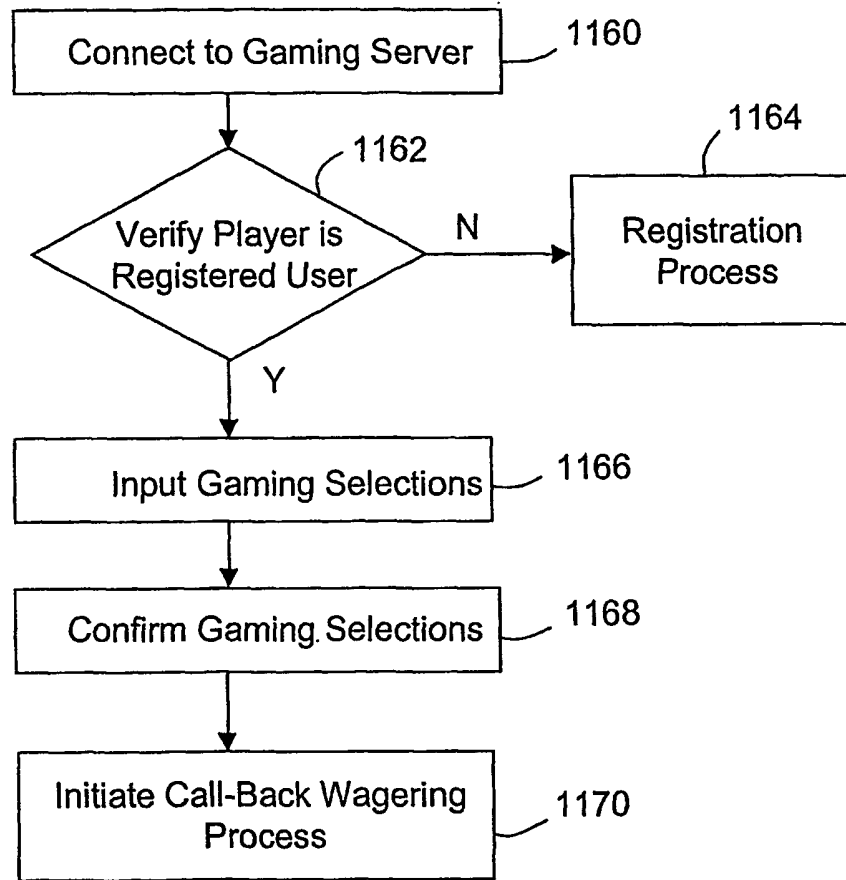 Connect to Gaming Server
1160
1162
1164
Verify Player is
Registered User
N
Registration
Process
Y
Input Gaming Selections
1166
Confirm Gaming Selections
1168
Initiate Call-Back Wagering
Process
1170